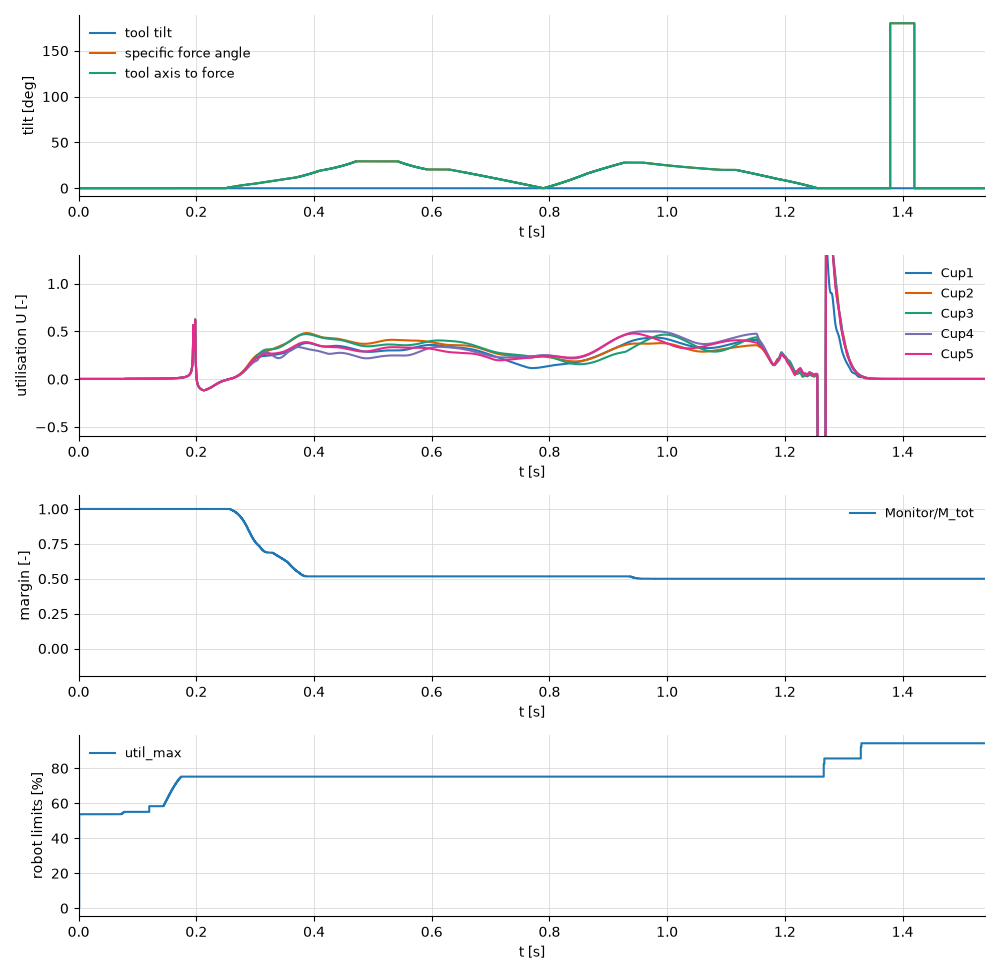 tilt [deg]
150
100
50
0
tool tilt
specific force angle
tool axis to force
0.0 0.2 0.4 0.6 0.8 1.0 1.2 1.4
t [s]
utilisation U [-]
1.0
0.5
0.0
−0.5
Cup1
Cup2
Cup3
Cup4
Cup5
0.0 0.2 0.4 0.6 0.8 1.0 1.2 1.4
t [s]
margin [-]
1.00
0.75
0.50
0.25
0.00
Monitor/M_tot
0.0 0.2 0.4 0.6 0.8 1.0 1.2 1.4
t [s]
robot limits [%]
80
60
40
20
0
util_max
0.0 0.2 0.4 0.6 0.8 1.0 1.2 1.4
t [s]